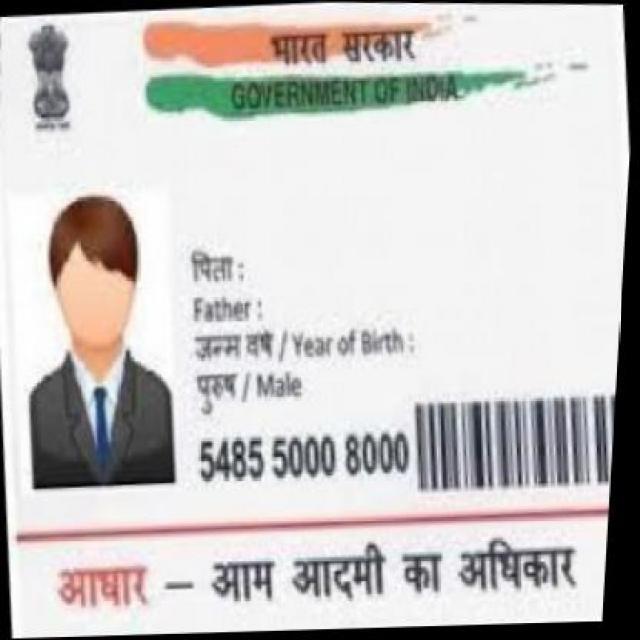 भारत सरकार
GOVERNMENT OF INDIA
पिता :
Father :
जन्म वर्ष / Year of Birth :
पुरुष / Male
5485 5000 8000
आधार – आम आदमी का अधिकार